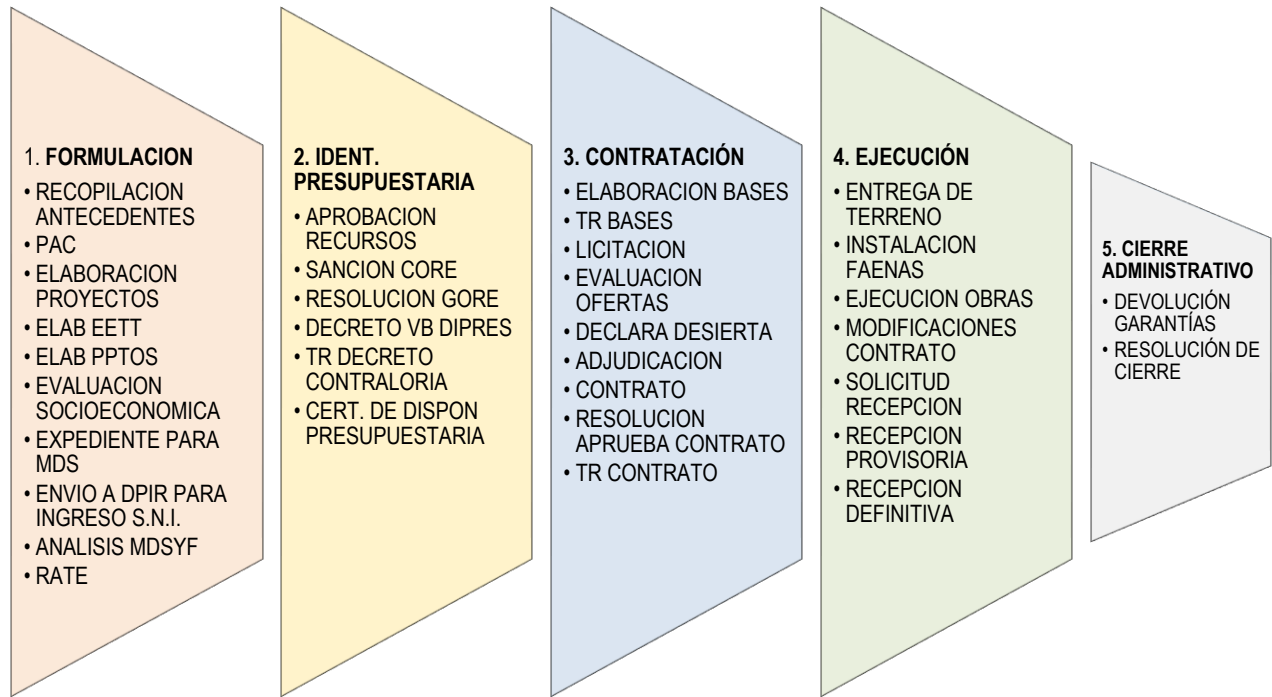 1. FORMULACION
• RECOPILACION
ANTECEDENTES
• PAC
• ELABORACION
PROYECTOS
• ELAB EETT
• ELAB PPTOS
• EVALUACION
SOCIOECONOMICA
• EXPEDIENTE PARA
MDS
• ENVIO A DPIR PARA
INGRESO S.N.I.
• ANALISIS MDSYF
• RATE
2. IDENT.
PRESUPUESTARIA
• APROBACION
RECURSOS
• SANCION CORE
• RESOLUCION GORE
• DECRETO VB DIPRES
• TR DECRETO
CONTRALORIA
• CERT. DE DISPON
PRESUPUESTARIA
3. CONTRATACIÓN
• ELABORACION BASES
• TR BASES
• LICITACION
• EVALUACION
OFERTAS
• DECLARA DESIERTA
• ADJUDICACION
• CONTRATO
• RESOLUCION
APRUEBA CONTRATO
• TR CONTRATO
4. EJECUCIÓN
• ENTREGA DE
TERRENO
• INSTALACION
FAENAS
• EJECUCION OBRAS
• MODIFICACIONES
CONTRATO
• SOLICITUD
RECEPCION
• RECEPCION
PROVISORIA
• RECEPCION
DEFINITIVA
5. CIERRE
ADMINISTRATIVO
• DEVOLUCIÓN
GARANTÍAS
• RESOLUCIÓN DE
CIERRE